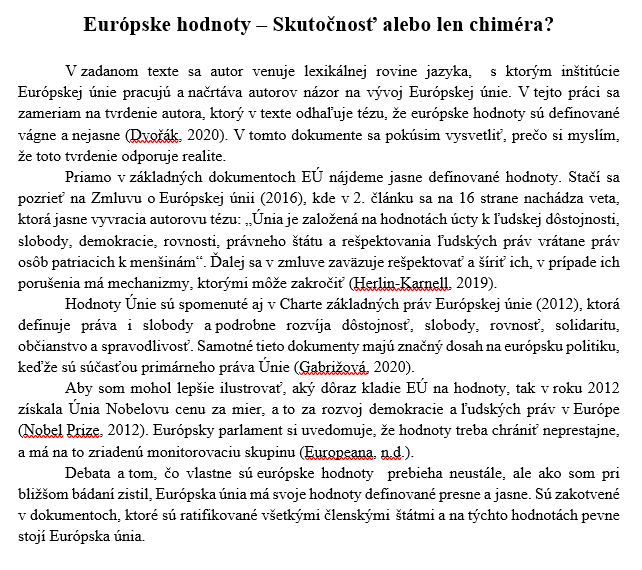 Európske hodnoty – Skutočnosť alebo len chiméra?
V zadanom texte sa autor venuje lexikálnej rovine jazyka, s ktorým inštitúcie
Európskej únie pracujú a načrtáva autorov názor na vývoj Európskej únie. V tejto práci sa
zameriam na tvrdenie autora, ktorý v texte odhaľuje tézu, že európske hodnoty sú definované
vágne a nejasne (Dvořák, 2020). V tomto dokumente sa pokúsim vysvetliť, prečo si myslím,
že toto tvrdenie odporuje realite.
Priamo v základných dokumentoch EÚ nájdeme jasne definované hodnoty. Stačí sa
pozrieť na Zmluvu o Európskej únii (2016), kde v 2. článku sa na 16 strane nachádza veta,
ktorá jasne vyvracia autorovu tézu: „Únia je založená na hodnotách úcty k ľudskej dôstojnosti,
slobody, demokracie, rovnosti, právneho štátu a rešpektovania ľudských práv vrátane práv
osôb patriacich k menšinám“. Ďalej sa v zmluve zaväzuje rešpektovať a šíriť ich, v prípade ich
porušenia má mechanizmy, ktorými môže zakročiť (Herlin-Karnell, 2019).
Hodnoty Únie sú spomenuté aj v Charte základných práv Európskej únie (2012), ktorá
definuje práva i slobody a podrobne rozvíja dôstojnosť, slobody, rovnosť, solidaritu,
občianstvo a spravodlivosť. Samotné tieto dokumenty majú značný dosah na európsku politiku,
keďže sú súčasťou primárneho práva Únie (Gabrižová, 2020).
Aby som mohol lepšie ilustrovať, aký dôraz kladie EÚ na hodnoty, tak v roku 2012
získala Únia Nobelovu cenu za mier, a to za rozvoj demokracie a ľudských práv v Európe
(Nobel Prize, 2012). Európsky parlament si uvedomuje, že hodnoty treba chrániť neprestajne,
a má na to zriadenú monitorovaciu skupinu (Europeana, n.d.).
Debata a tom, čo vlastne sú európske hodnoty prebieha neustále, ale ako som pri
bližšom bádaní zistil, Európska únia má svoje hodnoty definované presne a jasne. Sú zakotvené
v dokumentoch, ktoré sú ratifikované všetkými členskými štátmi a na týchto hodnotách pevne
stojí Európska únia.